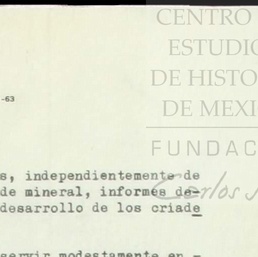 CENTRO
ESTUDIO
DE HISTO
DE MEXI
FUNDAC
Carlos
-63
s, independientemente de
de mineral, informes de-
desarrollo de los criade
servir modestamente en -